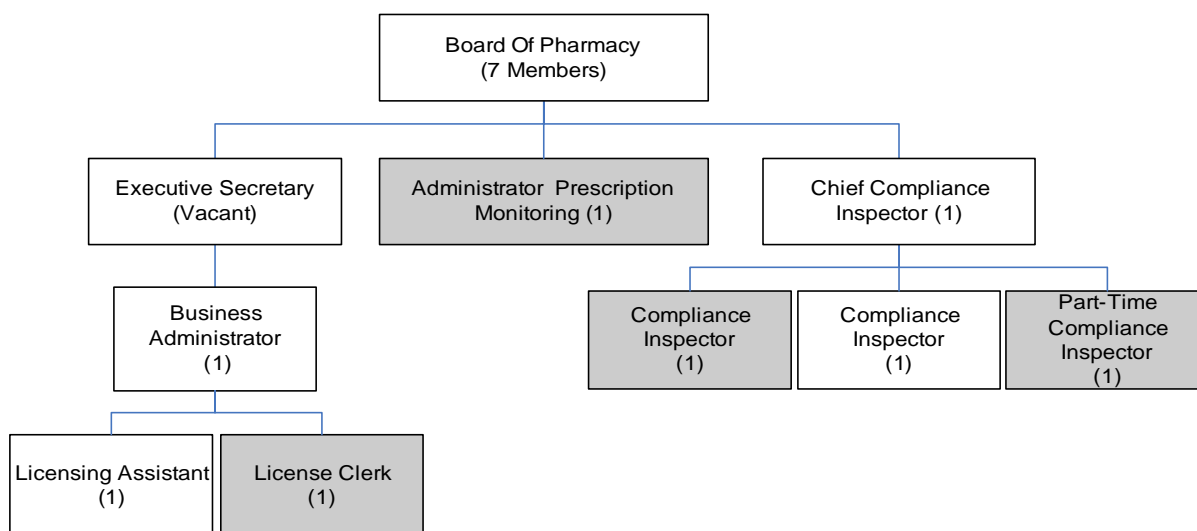 Board Of Pharmacy
(7 Members)
Executive Secretary
(Vacant)
Administrator Prescription
Monitoring (1)
Chief Compliance
Inspector (1)
Business
Administrator
(1)
Compliance
Inspector
(1)
Compliance
Inspector
(1)
Part-Time
Compliance
Inspector
(1)
Licensing Assistant
(1)
License Clerk
(1)